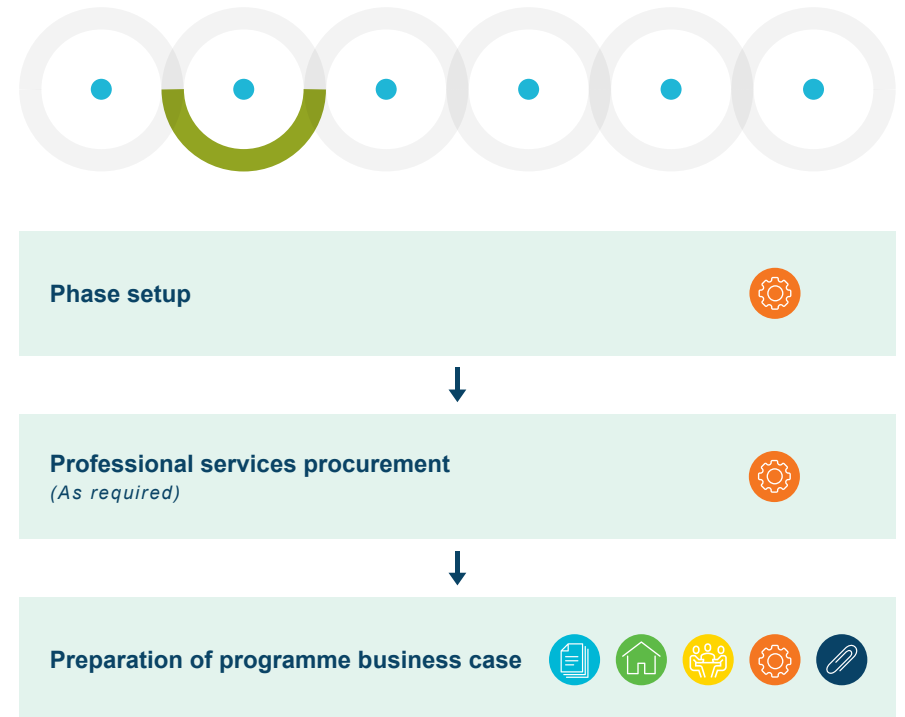 Phase setup
Professional services procurement
(As required)
Preparation of programme business case